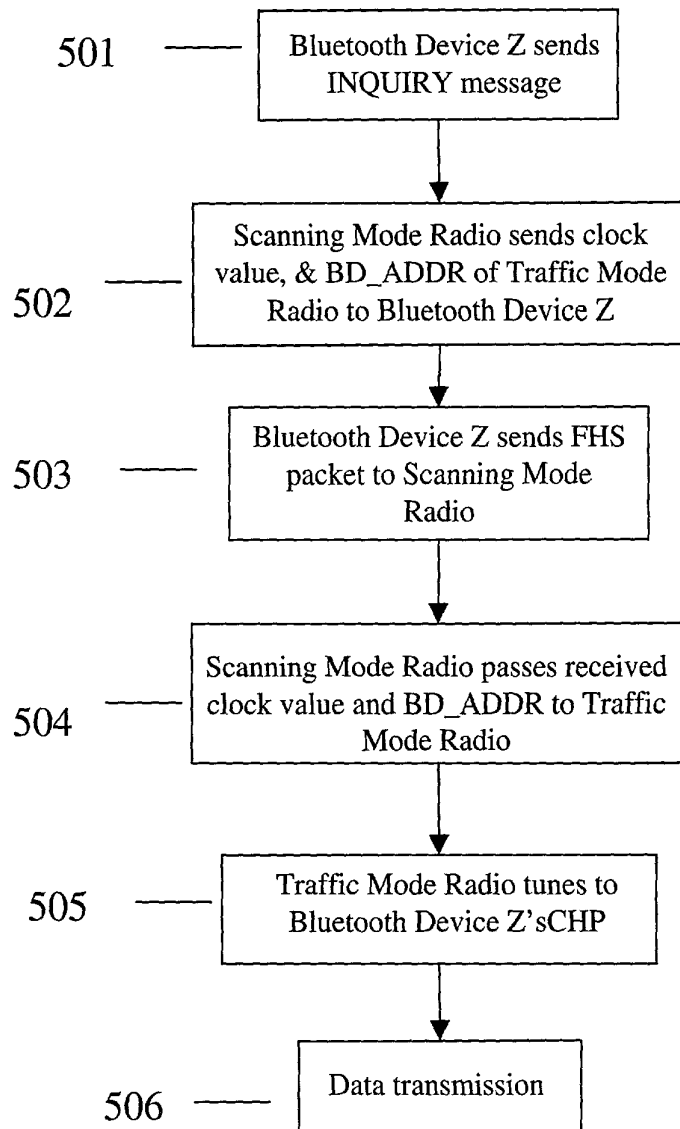 501
Bluetooth Device Z sends
INQUIRY message
502
Scanning Mode Radio sends clock
value, & BD_ADDR of Traffic Mode
Radio to Bluetooth Device Z
503
Bluetooth Device Z sends FHS
packet to Scanning Mode
Radio
504
Scanning Mode Radio passes received
clock value and BD_ADDR to Traffic
Mode Radio
505
Traffic Mode Radio tunes to
Bluetooth Device Z'sCHP
506
Data transmission